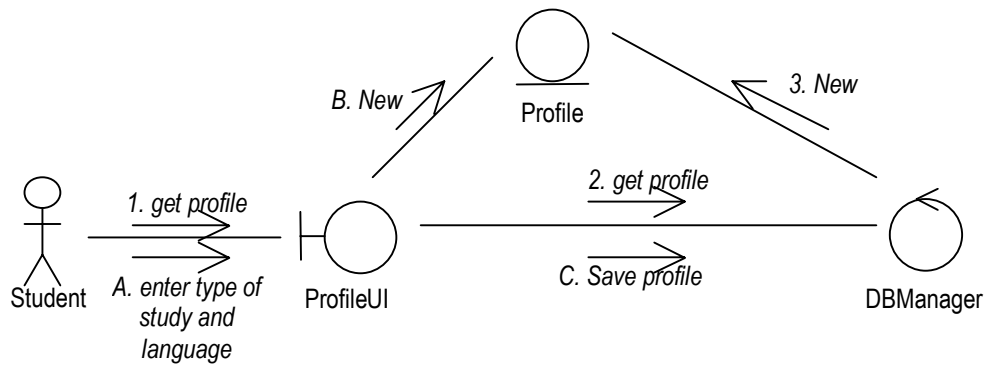 B. New
Profile
3. New
1. get profile
2. get profile
Student
A. enter type of
study and
language
ProfileUI
C. Save profile
DBManager